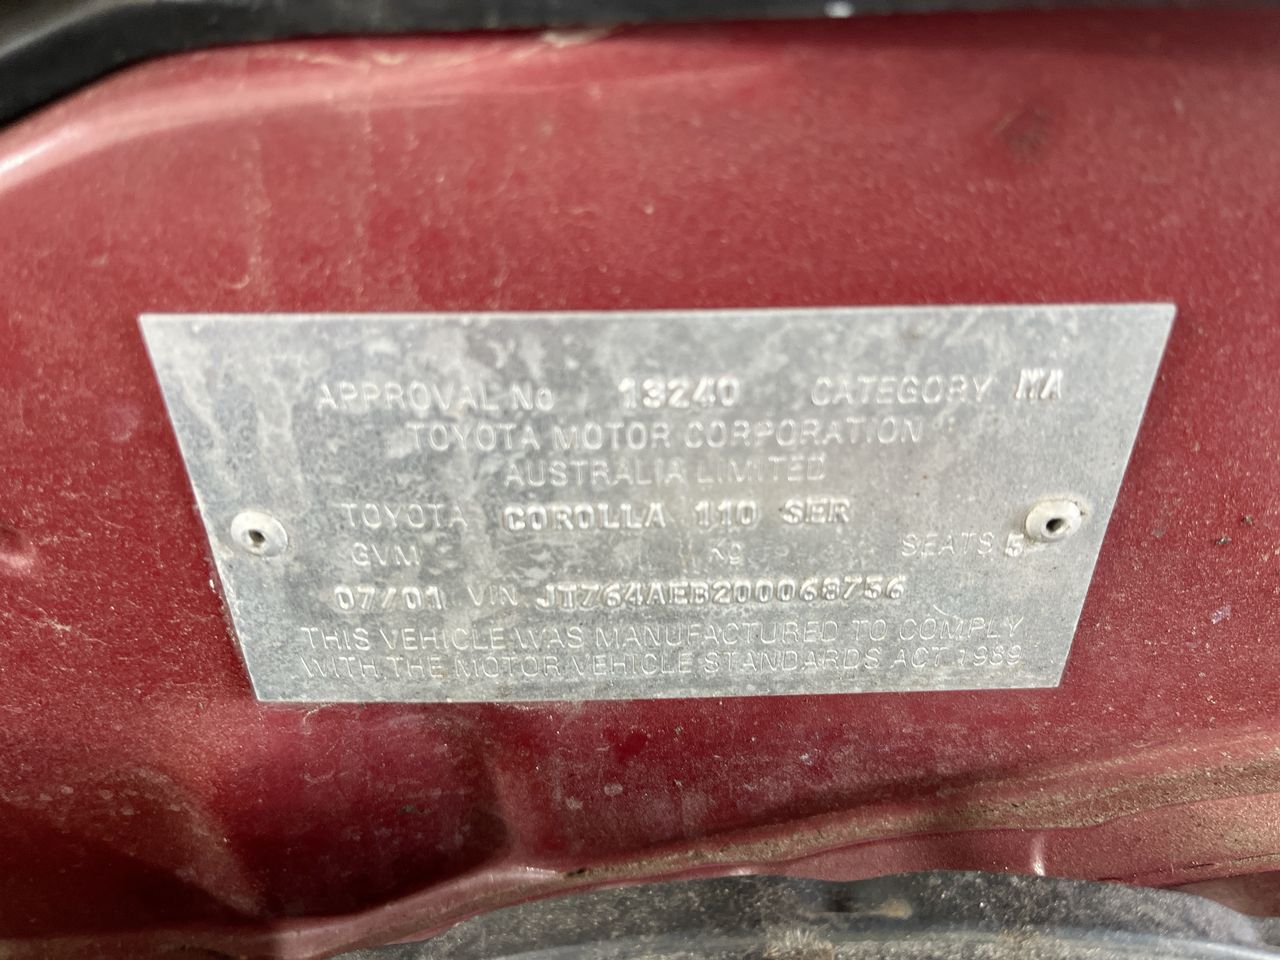 APPROVAL No 13240 CATEGORY MA
TOYOTA MOTOR CORPORATION
AUSTRALIA LIMITED
TOYOTA COROLLA 110 SER
GVM Kg SEATS 5
07/01 VIN JTZ64AEB200068756
THIS VEHICLE WAS MANUFACTURED TO COMPLY
WITH THE MOTOR VEHICLE STANDARDS ACT 1989